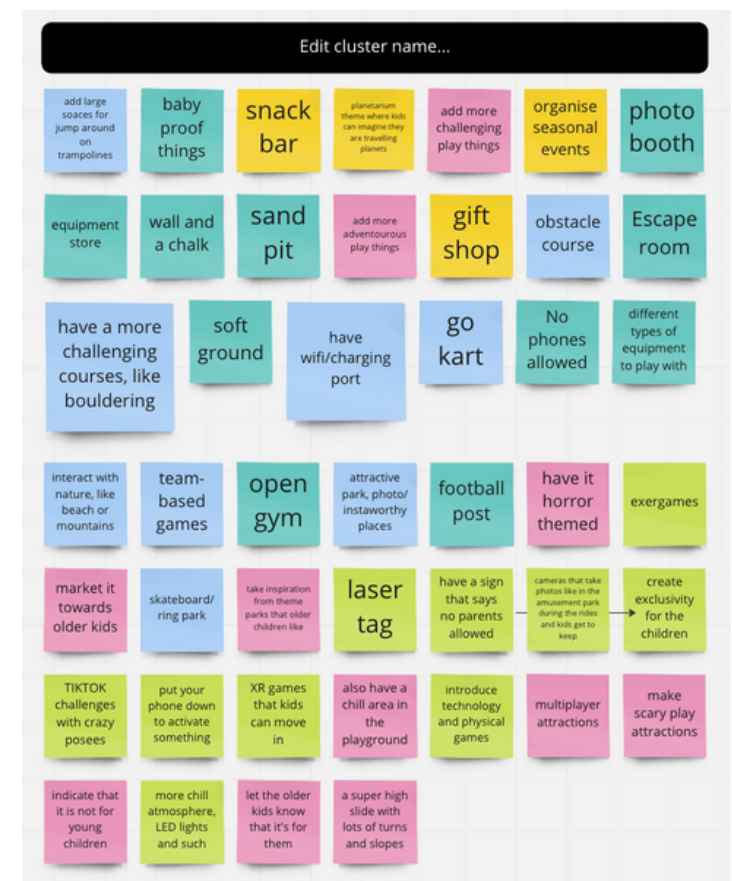 Edit cluster name...
add large
soaces for
jump around
on
trampolines
baby
proof
things
snack
bar
planetarium
theme where kids
can imagine they
are travelling
planets
add more
challenging
play things
organise
seasonal
events
photo
booth
equipment
store
wall and
a chalk
sand
pit
add more
adventourous
play things
gift
shop
obstacle
course
Escape
room
have a more
challenging
courses, like
bouldering
soft
ground
have
wifi/charging
port
go
kart
No
phones
allowed
different
types of
equipment
to play with
interact with
nature, like
beach or
mountains
team-
based
games
open
gym
attractive
park, photo/
instaworthy
places
football
post
have it
horror
themed
exergames
market it
towards
older kids
skateboard/
ring park
take inspiration
from theme
parks that older
children like
laser
tag
have a sign
that says
no parents
allowed
cameras that take
photos like in the
amusement park
during the rides
and kids get to
keep
create
exclusivity
for the
children
TIKTOK
challenges
with crazy
posees
put your
phone down
to activate
something
XR games
that kids
can move
in
also have a
chill area in
the
playground
introduce
technology
and physical
games
multiplayer
attractions
make
scary play
attractions
indicate that
it is not for
young
children
more chill
atmosphere,
LED lights
and such
let the older
kids know
that it's for
them
a super high
slide with
lots of turns
and slopes